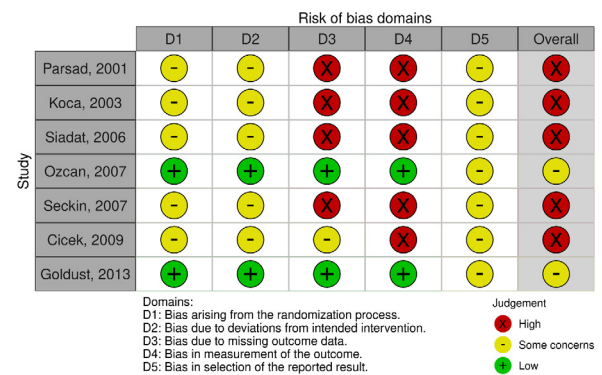 Risk of bias domains
D1 D2 D3 D4 D5 Overall
Parsad, 2001 - - X X - X
Koca, 2003 - - X X - X
Siadat, 2006 - - X X - X
Ozcan, 2007 + + + + - -
Seckin, 2007 - - X X - X
Cicek, 2009 - - - X - X
Goldust, 2013 + + + + - -
Study
Domains:
D1: Bias arising from the randomization process.
D2: Bias due to deviations from intended intervention.
D3: Bias due to missing outcome data.
D4: Bias in measurement of the outcome.
D5: Bias in selection of the reported result.
Judgement
X High
- Some concerns
+ Low